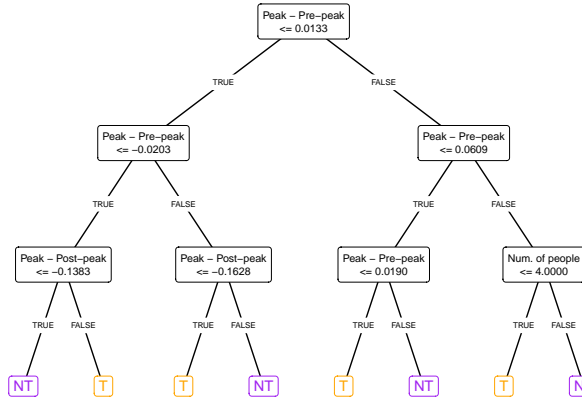 Peak − Pre−peak
<= 0.0133
TRUE
FALSE
Peak − Pre−peak
<= −0.0203
Peak − Pre−peak
<= 0.0609
TRUE
FALSE
TRUE
FALSE
Peak − Post−peak
<= −0.1383
Peak − Post−peak
<= −0.1628
Peak − Pre−peak
<= 0.0190
Num. of people
<= 4.0000
TRUE
FALSE
TRUE
FALSE
TRUE
FALSE
TRUE
FALSE
NT
T
T
NT
T
NT
T